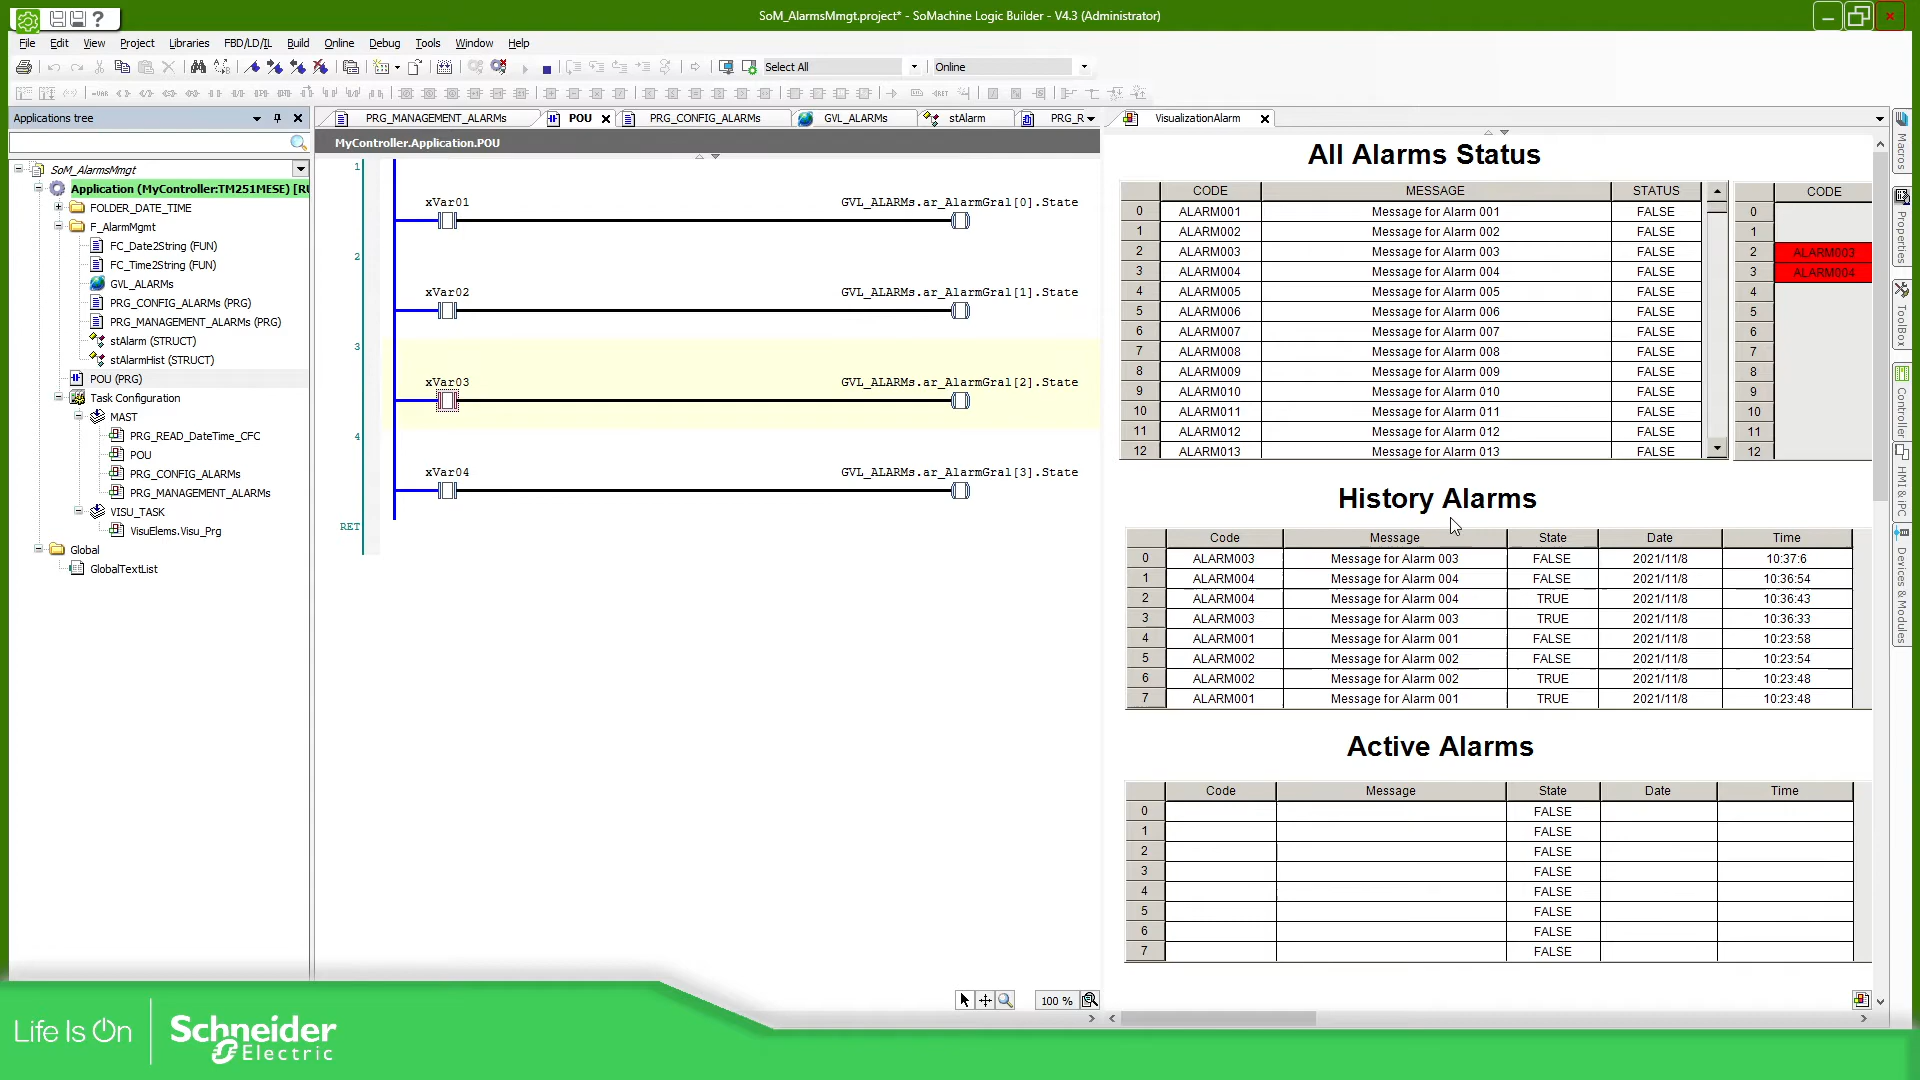 SoM_AlarmsMmgt.project* - SoMachine Logic Builder - V4.3 (Administrator)
File Edit View Project Libraries FBD/LD/IL Build Online Debug Tools Window Help
Select All Online
Applications tree
SoM_AlarmsMmgt
Application (MyController:TM251MESE) [RU
FOLDER_DATE_TIME
F_AlarmMgmt
FC_Date2String (FUN)
FC_Time2String (FUN)
GVL_ALARMs
PRG_CONFIG_ALARMs (PRG)
PRG_MANAGEMENT_ALARMs (PRG)
stAlarm (STRUCT)
stAlarmHist (STRUCT)
POU (PRG)
Task Configuration
MAST
PRG_READ_DateTime_CFC
POU
PRG_CONFIG_ALARMs
PRG_MANAGEMENT_ALARMs
VISU_TASK
VisuElems.Visu_Prg
Global
GlobalTextList
PRG_MANAGEMENT_ALARMs POU PRG_CONFIG_ALARMs GVL_ALARMs stAlarm PRG_R
MyController.Application.POU
1
xVar01 GVL_ALARMs.ar_AlarmGral[0].State
2
xVar02 GVL_ALARMs.ar_AlarmGral[1].State
3
xVar03 GVL_ALARMs.ar_AlarmGral[2].State
4
xVar04 GVL_ALARMs.ar_AlarmGral[3].State
RET
100 %
VisualizationAlarm
All Alarms Status
CODE MESSAGE STATUS
0 ALARM001 Message for Alarm 001 FALSE
1 ALARM002 Message for Alarm 002 FALSE
2 ALARM003 Message for Alarm 003 FALSE
3 ALARM004 Message for Alarm 004 FALSE
4 ALARM005 Message for Alarm 005 FALSE
5 ALARM006 Message for Alarm 006 FALSE
6 ALARM007 Message for Alarm 007 FALSE
7 ALARM008 Message for Alarm 008 FALSE
8 ALARM009 Message for Alarm 009 FALSE
9 ALARM010 Message for Alarm 010 FALSE
10 ALARM011 Message for Alarm 011 FALSE
11 ALARM012 Message for Alarm 012 FALSE
12 ALARM013 Message for Alarm 013 FALSE
CODE
0
1
2 ALARM003
3 ALARM004
4
5
6
7
8
9
10
11
12
History Alarms
Code Message State Date Time
0 ALARM003 Message for Alarm 003 FALSE 2021/11/8 10:37:6
1 ALARM004 Message for Alarm 004 FALSE 2021/11/8 10:36:54
2 ALARM004 Message for Alarm 004 TRUE 2021/11/8 10:36:43
3 ALARM003 Message for Alarm 003 TRUE 2021/11/8 10:36:33
4 ALARM001 Message for Alarm 001 FALSE 2021/11/8 10:23:58
5 ALARM002 Message for Alarm 002 FALSE 2021/11/8 10:23:54
6 ALARM002 Message for Alarm 002 TRUE 2021/11/8 10:23:48
7 ALARM001 Message for Alarm 001 TRUE 2021/11/8 10:23:48
Active Alarms
Code Message State Date Time
0 FALSE
1 FALSE
2 FALSE
3 FALSE
4 FALSE
5 FALSE
6 FALSE
7 FALSE
Macros
Properties
ToolBox
Controller
HMI & iPC
Devices & Modules
Life Is On
Schneider
Electric